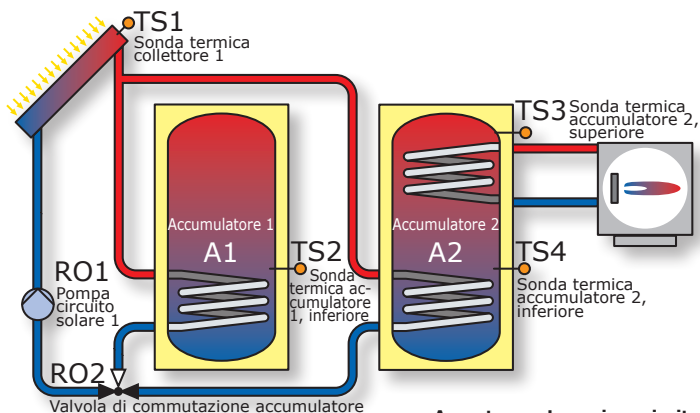 TS1
Sonda termica
collettore 1
TS3
Sonda termica
accumulatore 2,
superiore
Accumulatore 1
A1
Accumulatore 2
A2
TS2
Sonda
termica ac-
cumulatore
1, inferiore
TS4
Sonda termica
accumulatore 2,
inferiore
RO1
Pompa
circuito
solare 1
RO2
Valvola di commutazione accumulatore